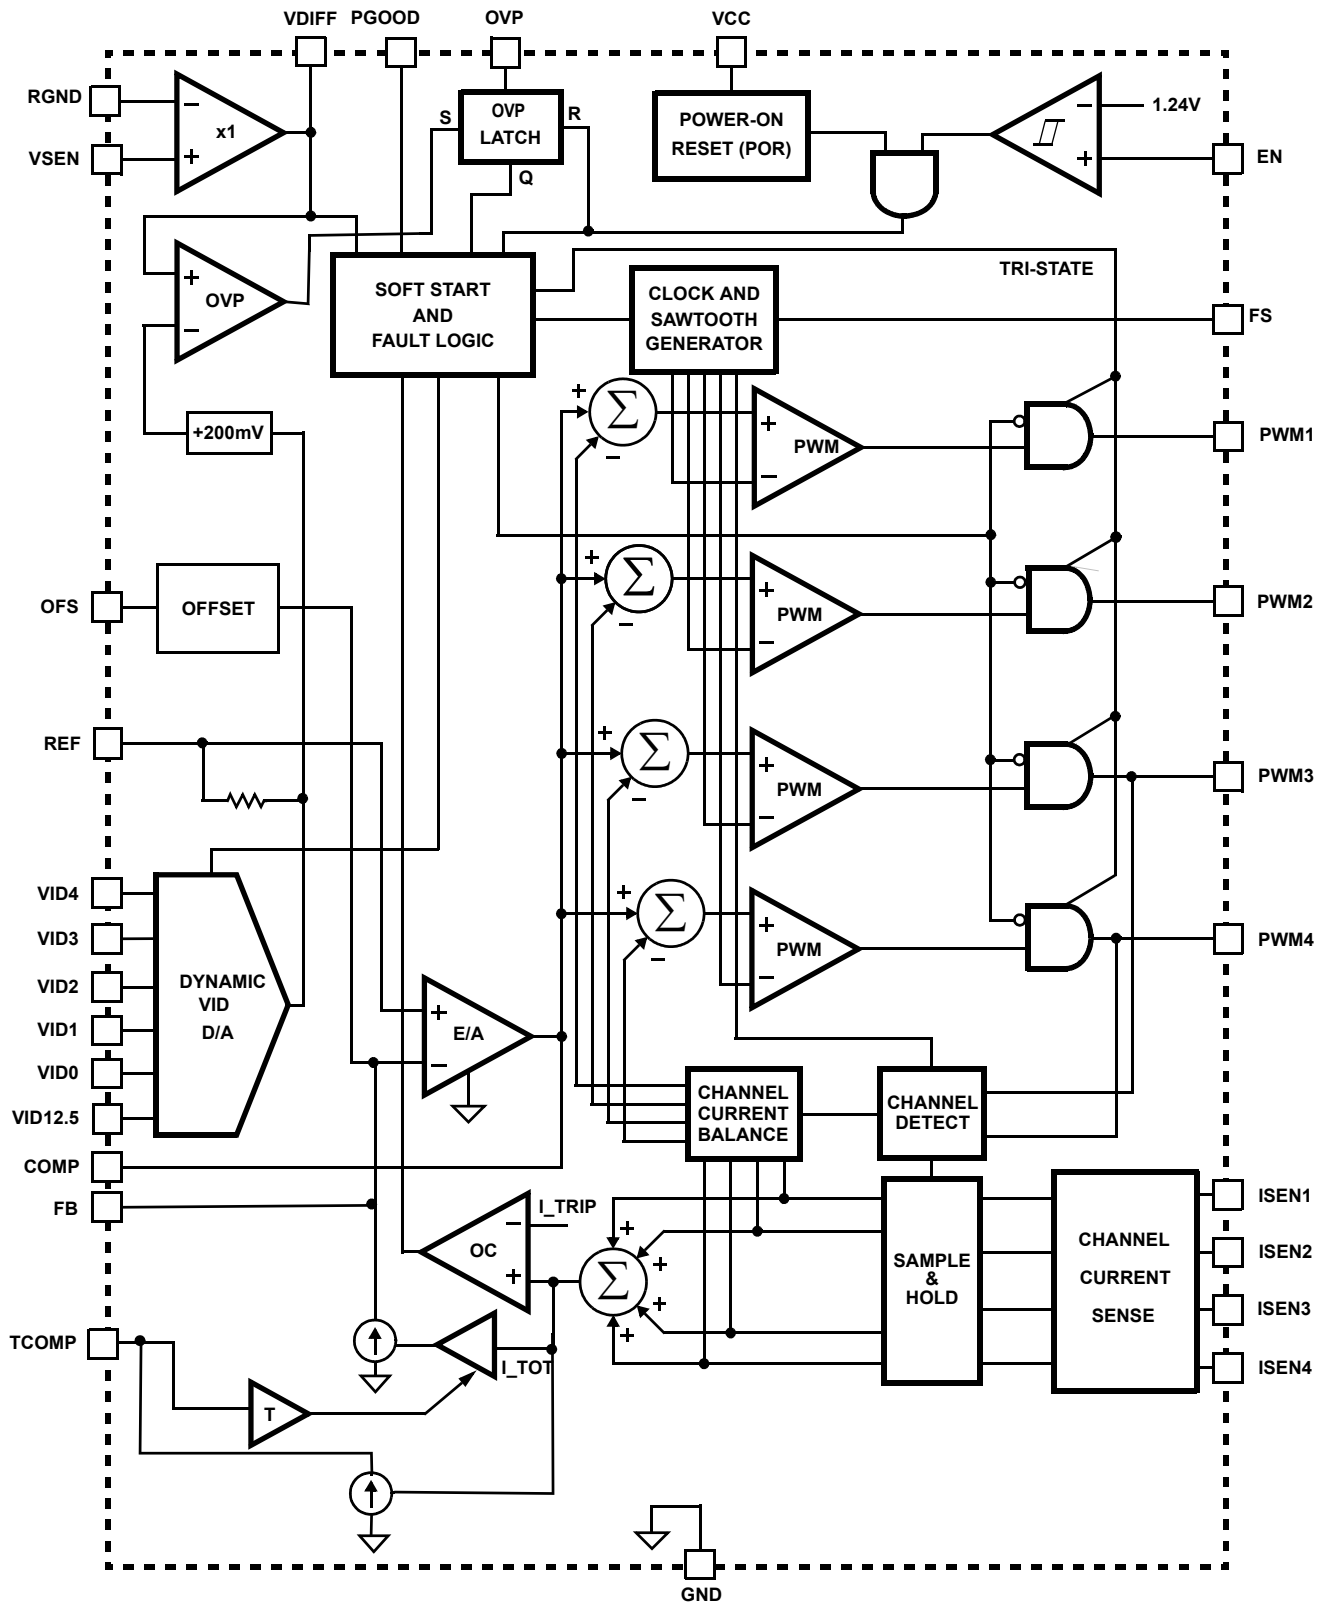 VDIFF
PGOOD
OVP
VCC
RGND
VSEN
−
x1
+
S
OVP
LATCH
R
Q
POWER-ON
RESET (POR)
−
1.24V
+
EN
+
OVP
−
SOFT START
AND
FAULT LOGIC
TRI-STATE
CLOCK AND
SAWTOOTH
GENERATOR
FS
+200mV
+
Σ
−
+
PWM
−
PWM1
OFS
OFFSET
+
Σ
−
+
PWM
−
PWM2
REF
+
Σ
−
+
PWM
−
PWM3
VID4
VID3
VID2
VID1
VID0
VID12.5
DYNAMIC
VID
D/A
+
Σ
−
+
PWM
−
PWM4
+
E/A
−
CHANNEL
CURRENT
BALANCE
CHANNEL
DETECT
COMP
FB
I_TRIP
−
OC
+
+
+
Σ
+
+
SAMPLE
&
HOLD
CHANNEL
CURRENT
SENSE
ISEN1
ISEN2
ISEN3
ISEN4
TCOMP
I_TOT
T
GND